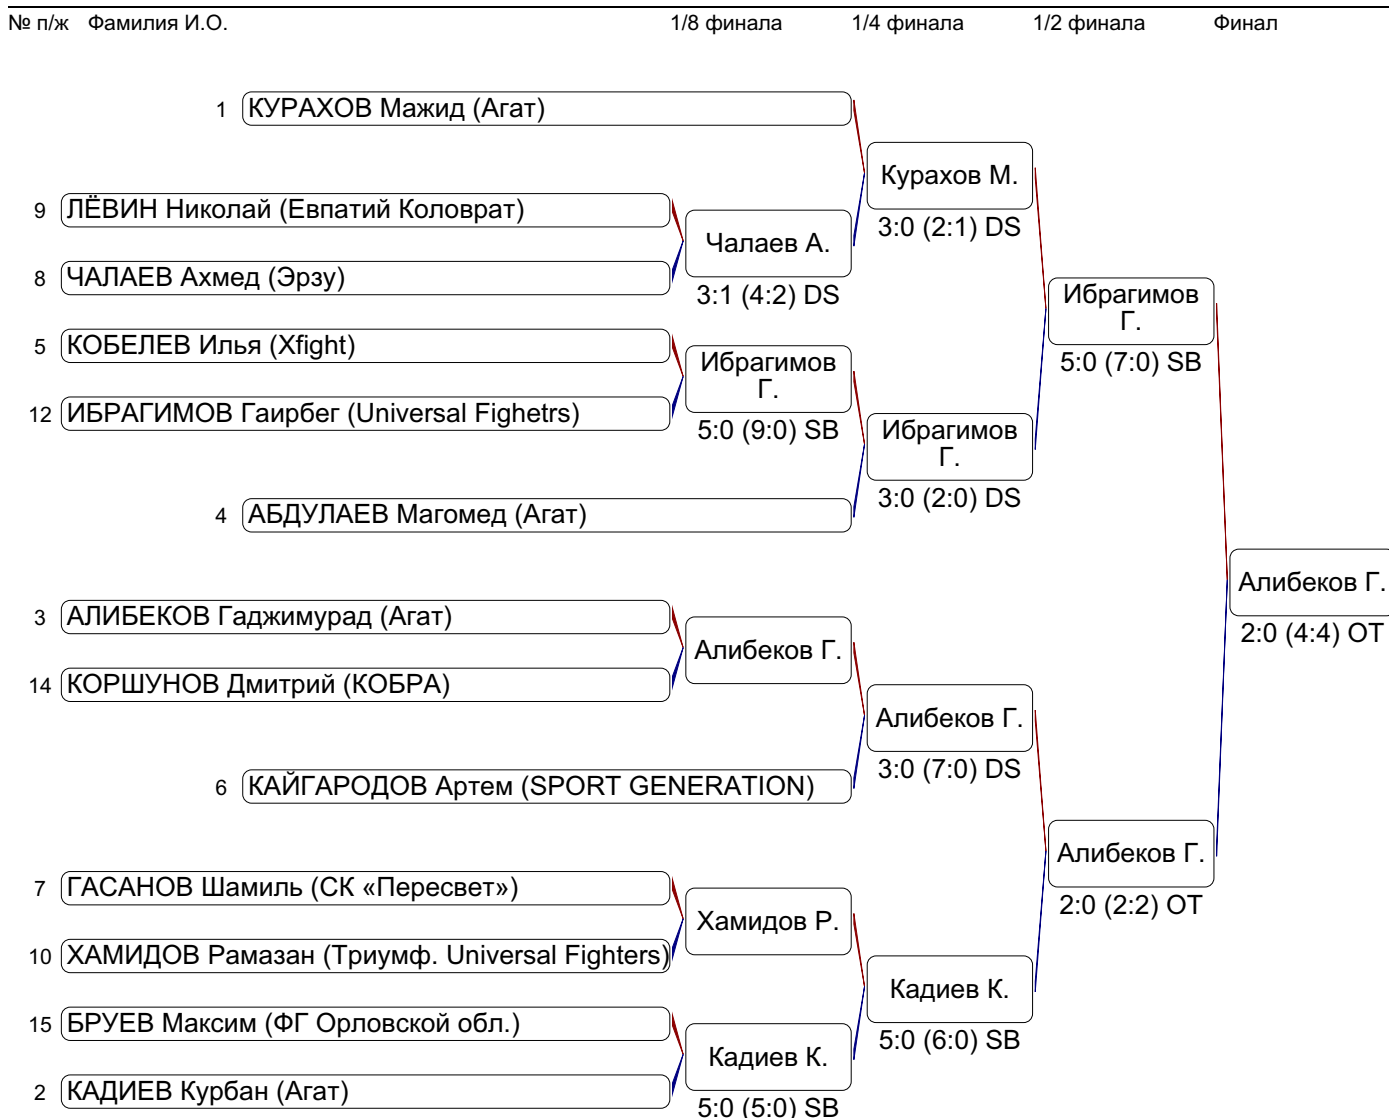 № п/ж Фамилия И.О. 1/8 финала 1/4 финала 1/2 финала Финал
1 КУРАХОВ Мажид (Агат)
Курахов М.
3:0 (2:1) DS
9 ЛЁВИН Николай (Евпатий Коловрат)
Чалаев А.
3:1 (4:2) DS
8 ЧАЛАЕВ Ахмед (Эрзу)
Ибрагимов
Г.
5:0 (7:0) SB
5 КОБЕЛЕВ Илья (Xfight)
Ибрагимов
Г.
5:0 (9:0) SB
12 ИБРАГИМОВ Гаирбег (Universal Fighetrs)
Ибрагимов
Г.
3:0 (2:0) DS
4 АБДУЛАЕВ Магомед (Агат)
Алибеков Г.
2:0 (4:4) OT
3 АЛИБЕКОВ Гаджимурад (Агат)
Алибеков Г.
14 КОРШУНОВ Дмитрий (КОБРА)
Алибеков Г.
3:0 (7:0) DS
6 КАЙГАРОДОВ Артем (SPORT GENERATION)
Алибеков Г.
2:0 (2:2) OT
7 ГАСАНОВ Шамиль (СК «Пересвет»)
Хамидов Р.
10 ХАМИДОВ Рамазан (Триумф. Universal Fighters)
Кадиев К.
5:0 (6:0) SB
15 БРУЕВ Максим (ФГ Орловской обл.)
Кадиев К.
5:0 (5:0) SB
2 КАДИЕВ Курбан (Агат)